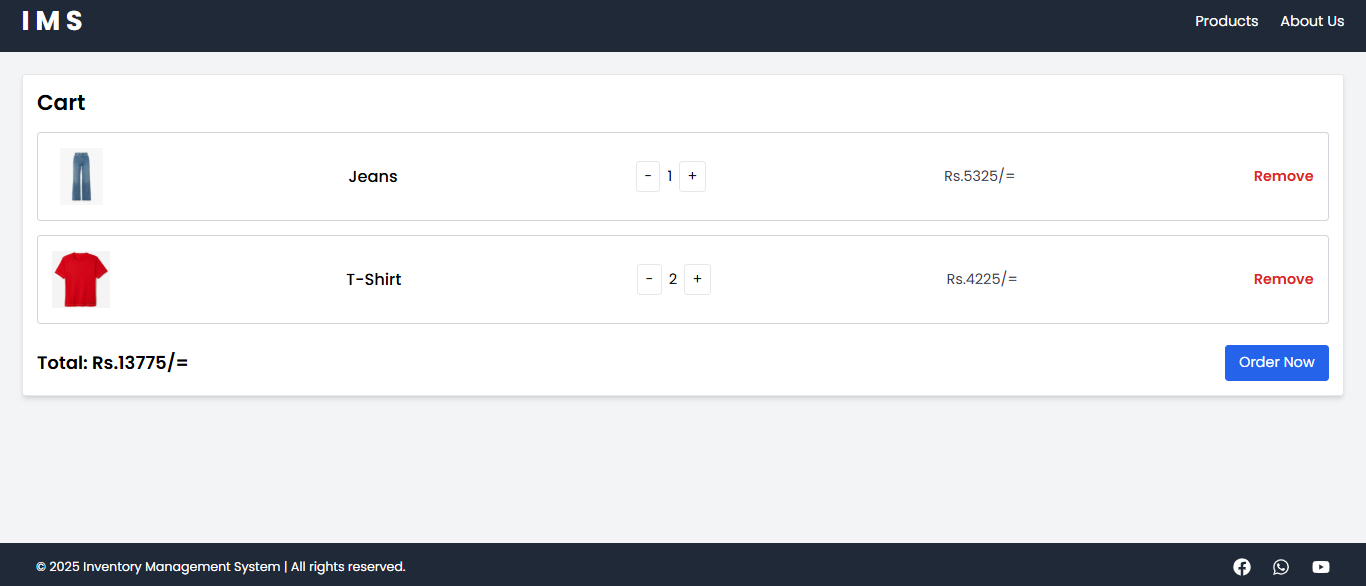 IMS
Products About Us
Cart
Jeans - 1 + Rs.5325/= Remove
T-Shirt - 2 + Rs.4225/= Remove
Total: Rs.13775/= Order Now
© 2025 Inventory Management System | All rights reserved.